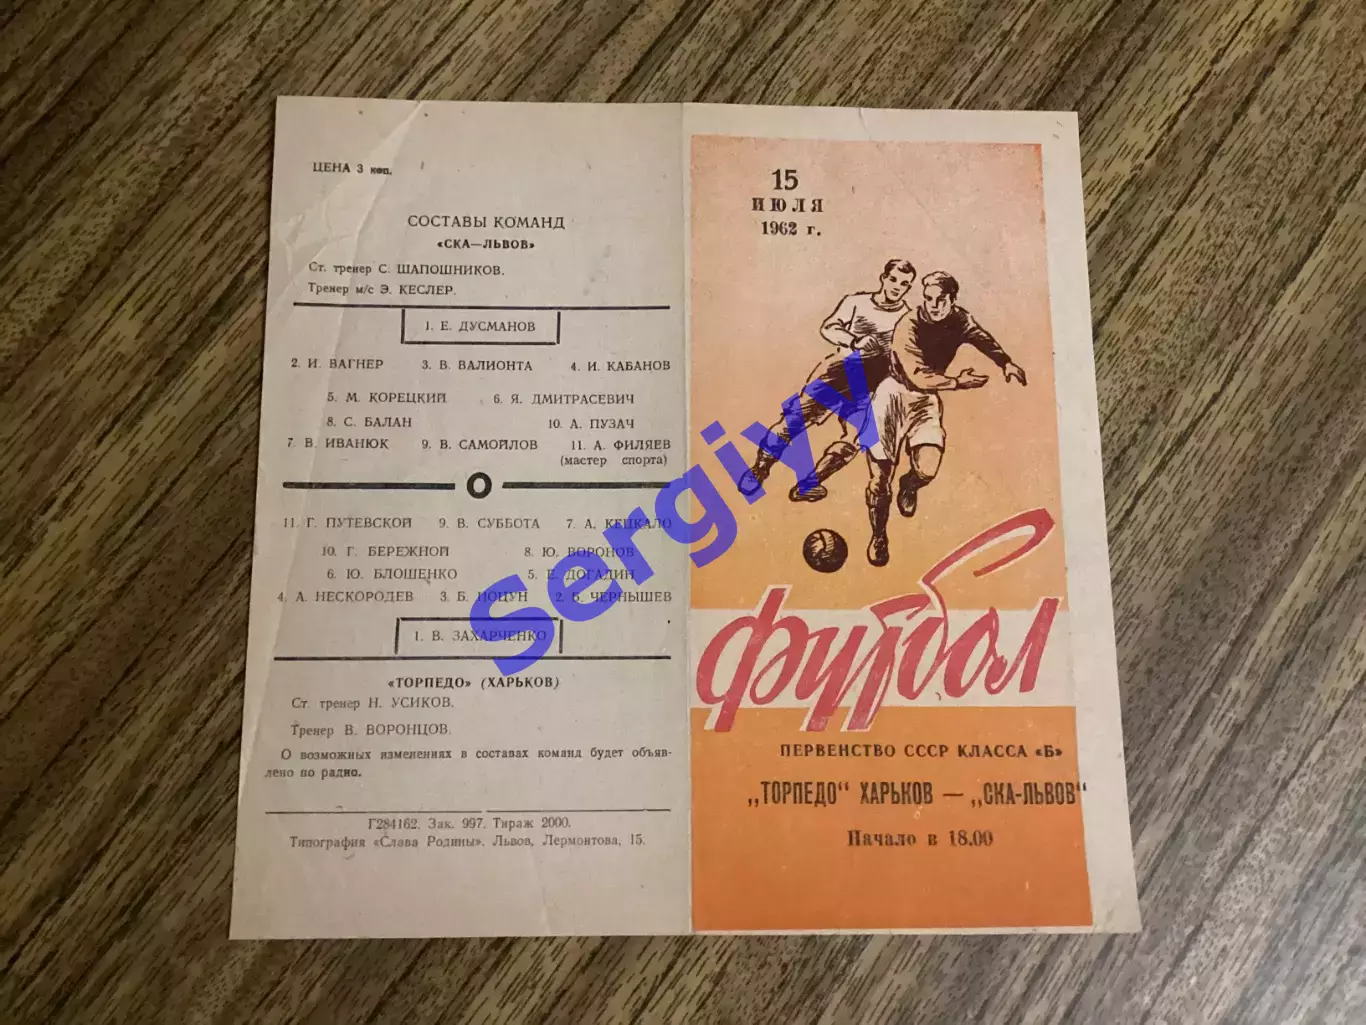 ЦЕНА 3 коп.
СОСТАВЫ КОМАНД
«СКА—ЛЬВОВ»
Ст. тренер С. ШАПОШНИКОВ.
Тренер м/с Э. КЕСЛЕР.
1. Е. ДУСМАНОВ
2. И. ВАГНЕР 3. В. ВАЛИОНТА 4. И. КАБАНОВ
5. М. КОРЕЦКИЙ 6. Я. ДМИТРАСЕВИЧ
8. С. БАЛАН 10. А. ПУЗАЧ
7. В. ИВАНЮК 9. В. САМОЙЛОВ 11. А. ФИЛЯЕВ
(мастер спорта)
11. Г. ПУТЕВСКОЙ 9. В. СУББОТА 7. А. КЕЦКАЛО
10. Г. БЕРЕЖНОЙ 8. Ю. ВОРОНОВ
6. Ю. БЛОШЕНКО 5. Е. ДОГАДИН
4. А. НЕСКОРОДЕВ 3. Б. 2. Б. ЧЕРНЫШЕВ
1. В. ЗАХАРЧЕНКО
«ТОРПЕДО» (ХАРЬКОВ)
Ст. тренер Н. УСИКОВ.
Тренер В. ВОРОНЦОВ.
О возможных изменениях в составах команд будет объяв-
лено по радио.
Г284162. Зак. 997. Тираж 2000.
Типография «Слава Родины». Львов, Лермонтова, 15.
15
ИЮЛЯ
1962 г.
Футбол
ПЕРВЕНСТВО СССР КЛАССА «Б»
„ТОРПЕДО" ХАРЬКОВ — „СКА-ЛЬВОВ"
Начало в 18.00
Sergiyy